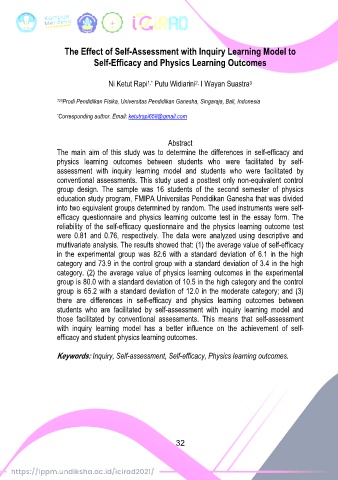 iCiRAD
The Effect of Self-Assessment with Inquiry Learning Model to
Self-Efficacy and Physics Learning Outcomes
Ni Ketut Rapi¹,* Putu Widiarini², I Wayan Suastra³
¹²³Prodi Pendidikan Fisika, Universitas Pendidikan Ganesha, Singaraja, Bali, Indonesia
*Corresponding author. Email: ketutrapi65@gmail.com
Abstract
The main aim of this study was to determine the differences in self-efficacy and
physics learning outcomes between students who were facilitated by self-
assessment with inquiry learning model and students who were facilitated by
conventional assessments. This study used a posttest only non-equivalent control
group design. The sample was 16 students of the second semester of physics
education study program, FMIPA Universitas Pendidikan Ganesha that was divided
into two equivalent groups determined by random. The used instruments were self-
efficacy questionnaire and physics learning outcome test in the essay form. The
reliability of the self-efficacy questionnaire and the physics learning outcome test
were 0.81 and 0.76, respectively. The data were analyzed using descriptive and
multivariate analysis. The results showed that: (1) the average value of self-efficacy
in the experimental group was 82.6 with a standard deviation of 6.1 in the high
category and 73.9 in the control group with a standard deviation of 3.4 in the high
category. (2) the average value of physics learning outcomes in the experimental
group is 80.0 with a standard deviation of 10.5 in the high category and the control
group is 65.2 with a standard deviation of 12.0 in the moderate category; and (3)
there are differences in self-efficacy and physics learning outcomes between
students who are facilitated by self-assessment with inquiry learning model and
those facilitated by conventional assessments. This means that self-assessment
with inquiry learning model has a better influence on the achievement of self-
efficacy and student physics learning outcomes.
Keywords: Inquiry, Self-assessment, Self-efficacy, Physics learning outcomes.
32
https://lppm.undiksha.ac.id/icirad2021/